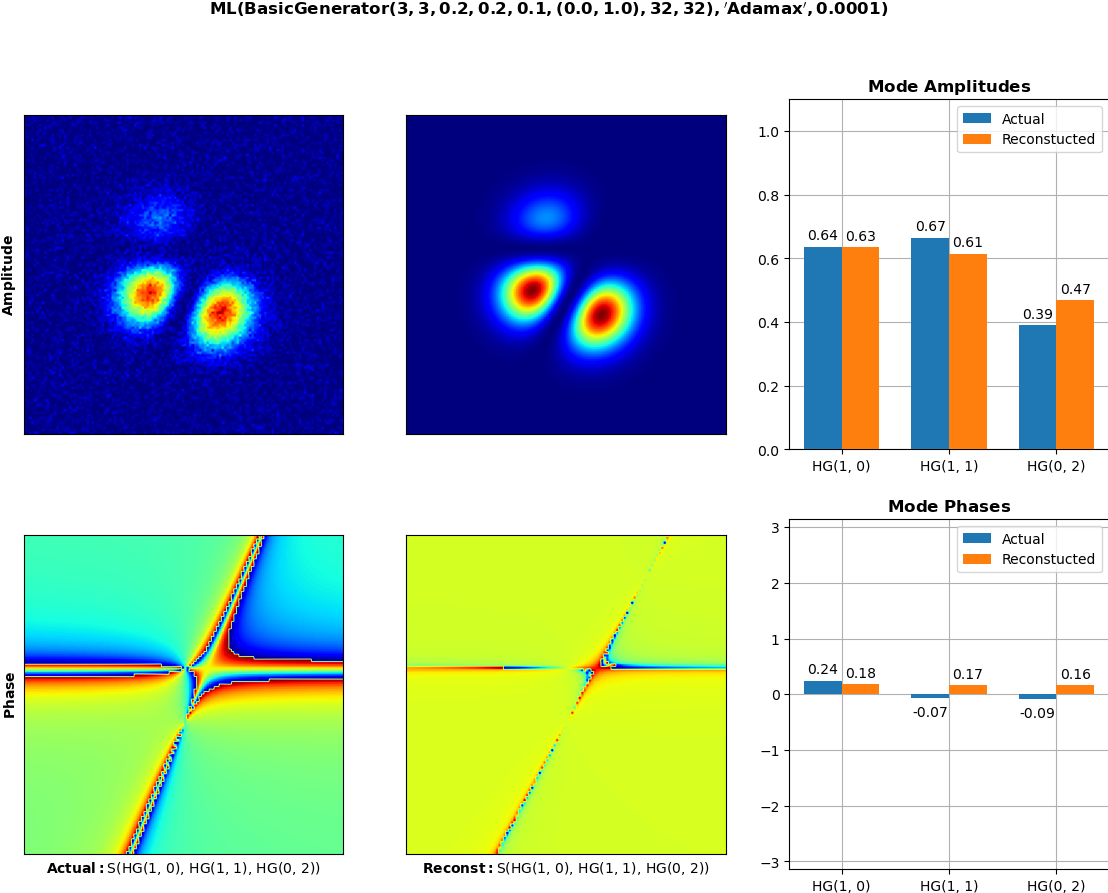 ML(BasicGenerator(3, 3, 0.2, 0.2, 0.1, (0.0, 1.0), 32, 32), 'Adamax', 0.0001)
Amplitude
Mode Amplitudes
Actual
Reconstucted
1.0
0.8
0.6
0.4
0.2
0.0
0.64
0.63
0.67
0.61
0.39
0.47
HG(1, 0)
HG(1, 1)
HG(0, 2)
Phase
Actual: S(HG(1, 0), HG(1, 1), HG(0, 2))
Reconst: S(HG(1, 0), HG(1, 1), HG(0, 2))
Mode Phases
Actual
Reconstucted
3
2
1
0
−1
−2
−3
0.24
0.18
-0.07
0.17
-0.09
0.16
HG(1, 0)
HG(1, 1)
HG(0, 2)